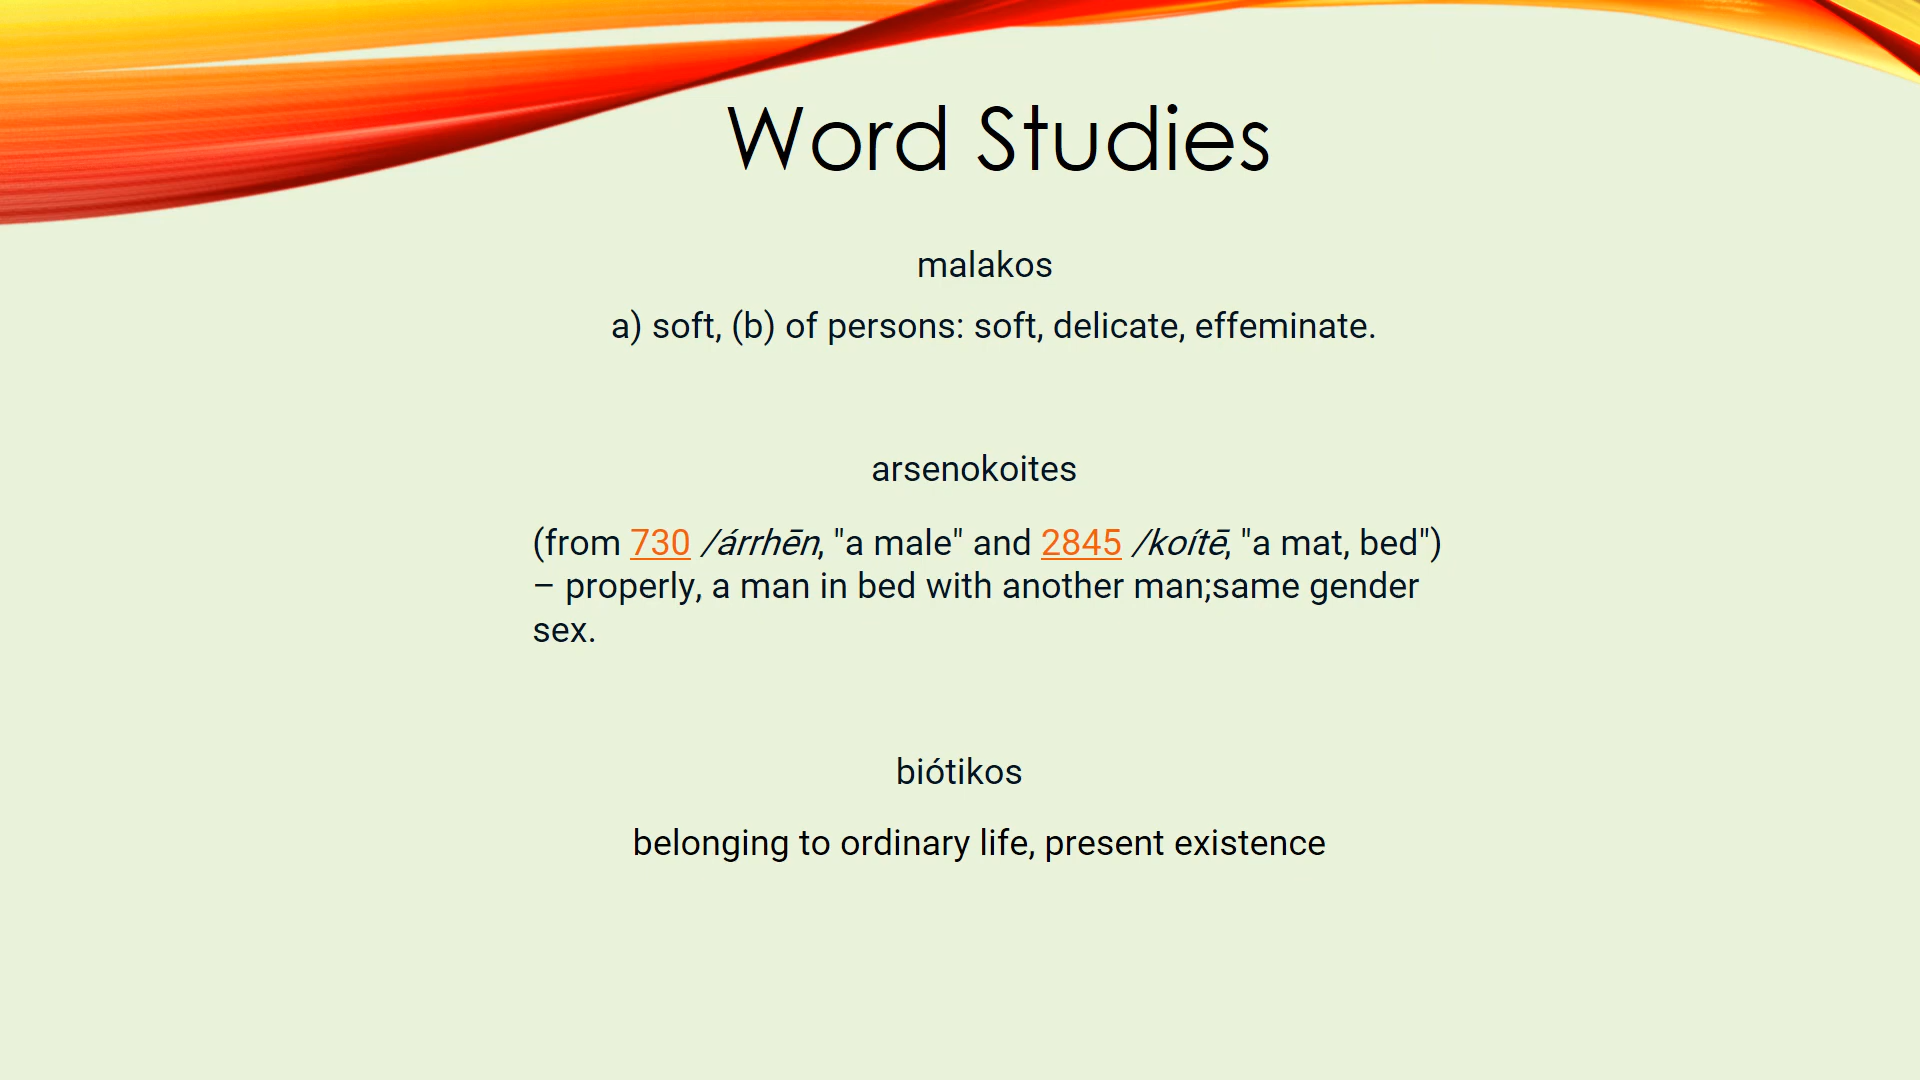 Word Studies
malakos
a) soft, (b) of persons: soft, delicate, effeminate.
arsenokoites
(from 730 /árrhēn, "a male" and 2845 /koítē, "a mat, bed")
– properly, a man in bed with another man;same gender
sex.
biótikos
belonging to ordinary life, present existence